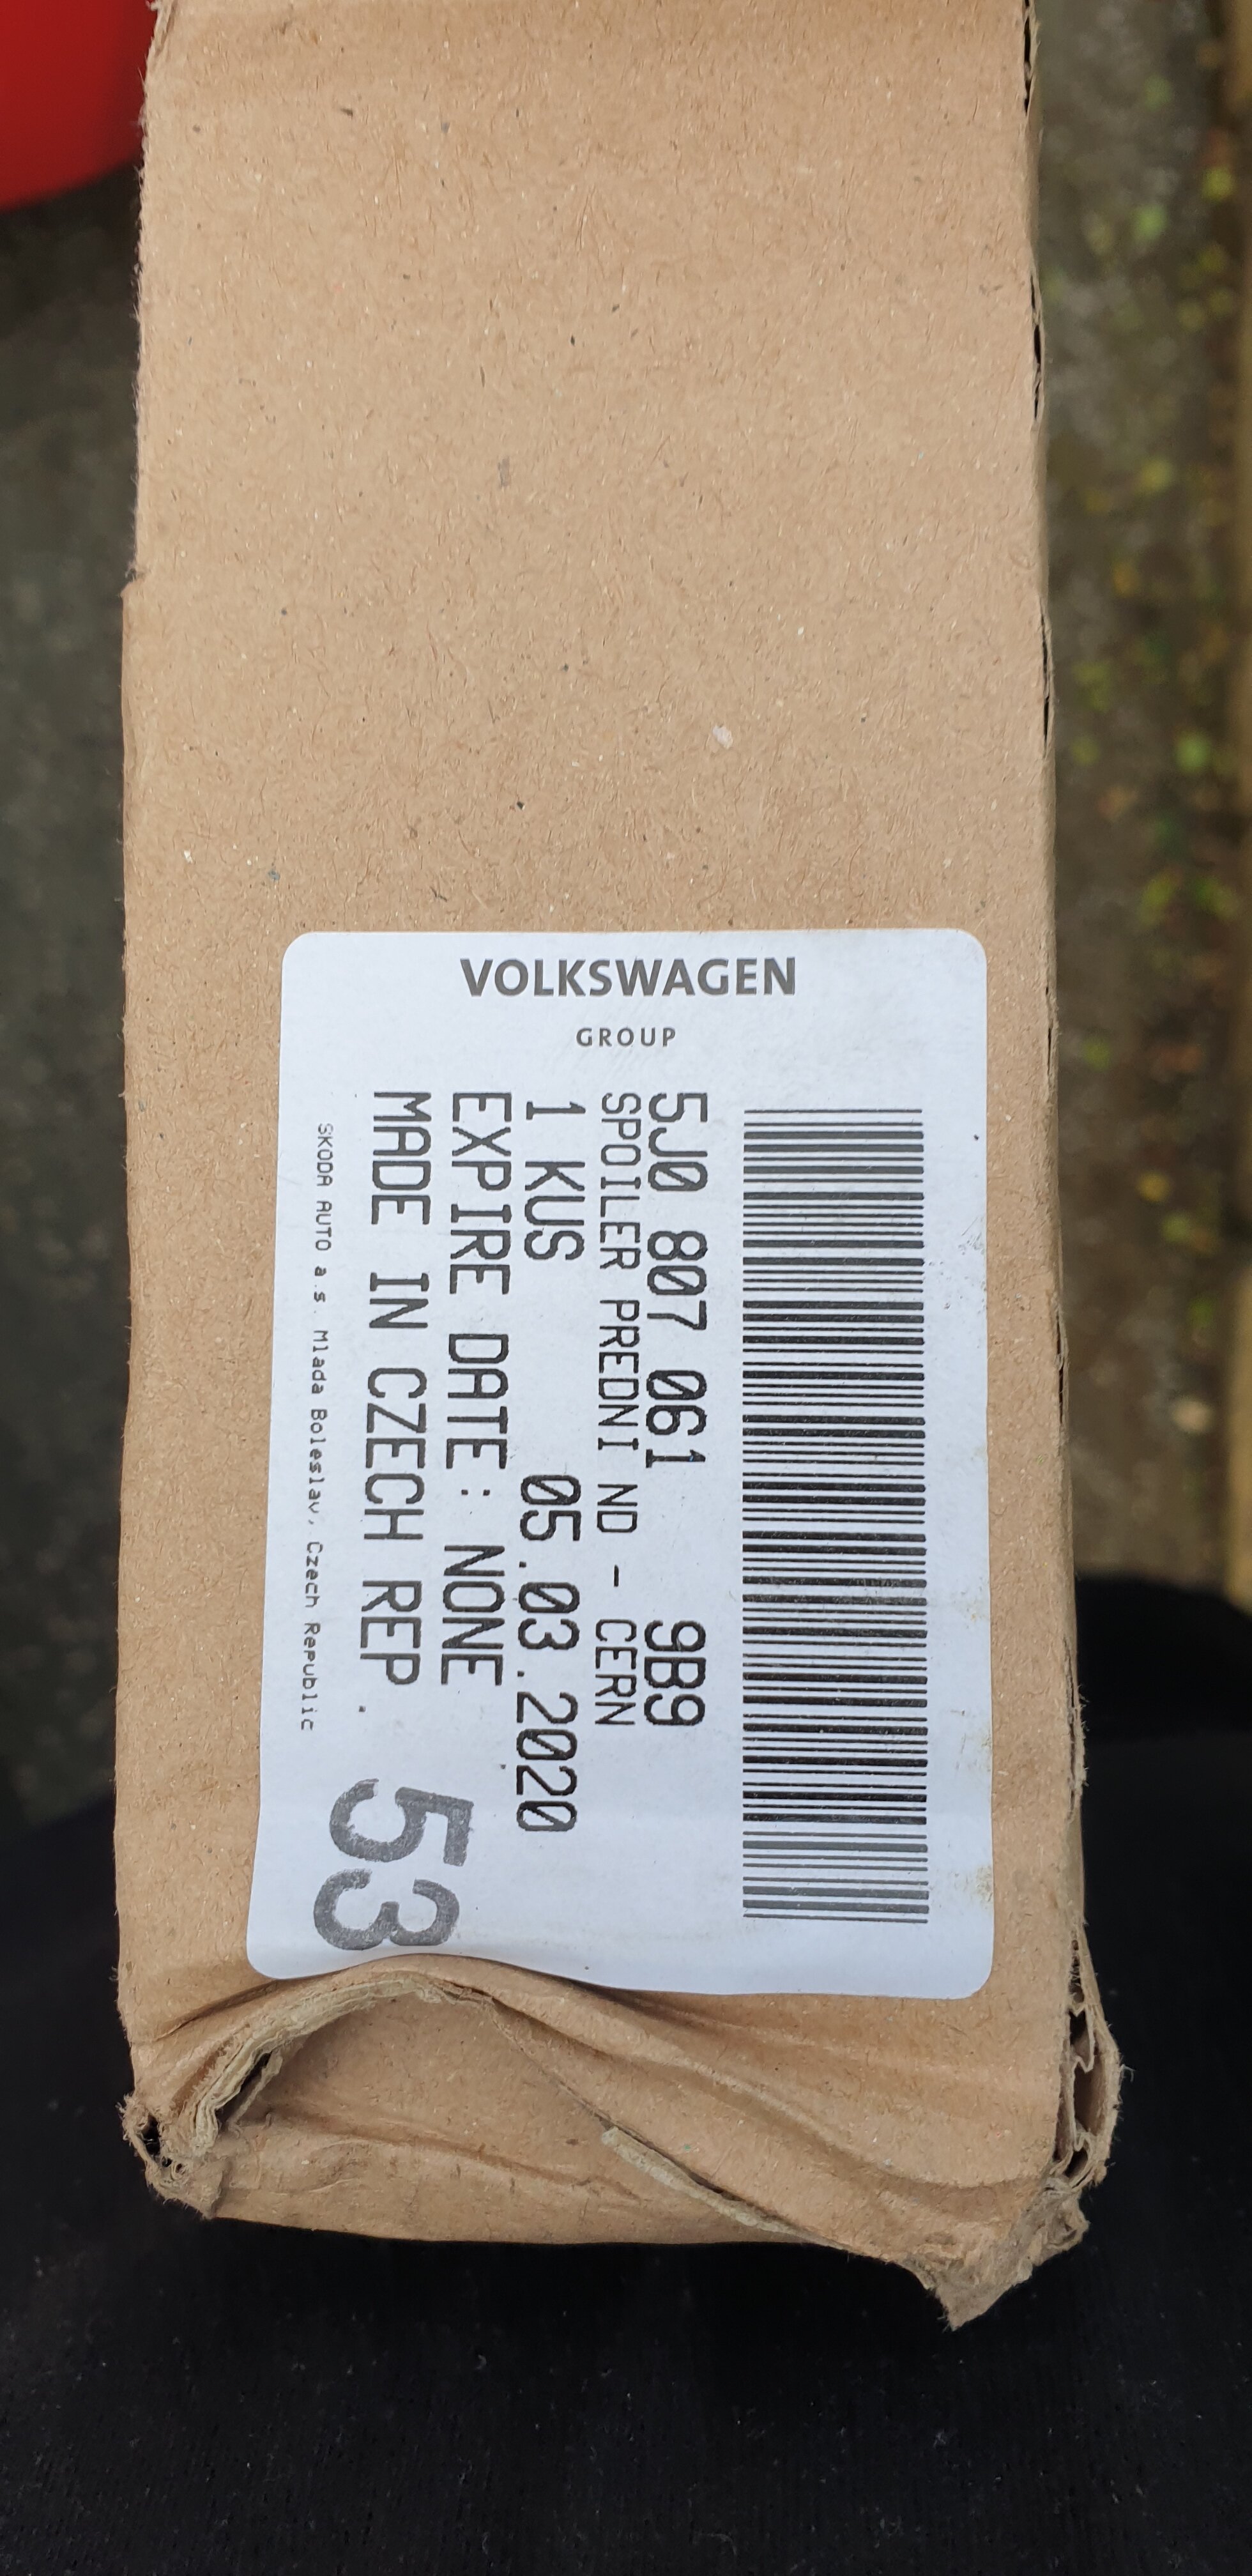 VOLKSWAGEN
GROUP
5J0 807 061 9B9
SPOILER PREDNI ND - CERN
1 KUS 05.03.2020
EXPIRE DATE: NONE
MADE IN CZECH REP.
SKODA AUTO a.s. Mlada Boleslav, Czech Republic
53